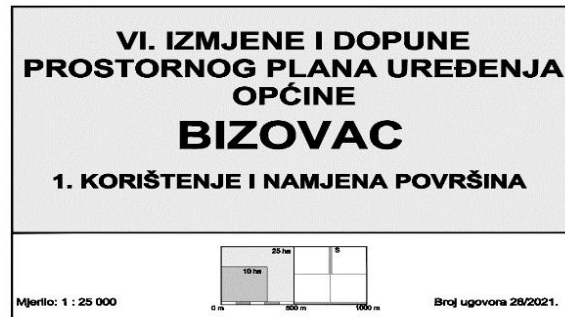 VI. IZMJENE I DOPUNE
PROSTORNOG PLANA UREĐENJA
OPĆINE
BIZOVAC
1. KORIŠTENJE I NAMJENA POVRŠINA
25 ha
S
10 ha
Mjerilo: 1 : 25 000
0 m
500 m
1000 m
Broj ugovora 28/2021.